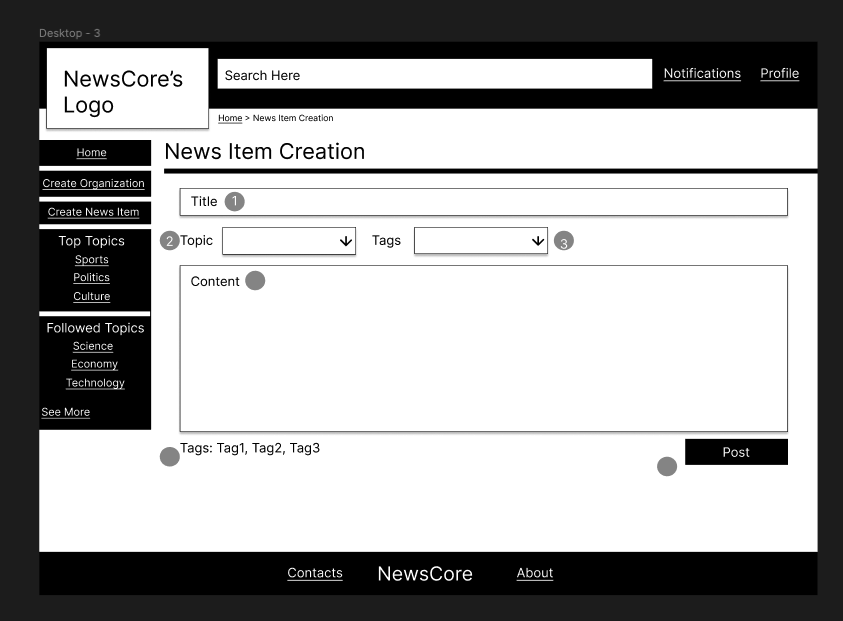 Desktop - 3
NewsCore's
Logo
Search Here
Notifications
Profile
Home > News Item Creation
Home
Create Organization
Create News Item
Top Topics
Sports
Politics
Culture
Followed Topics
Science
Economy
Technology
See More
News Item Creation
Title 1
2 Topic
Tags 3
Content
Tags: Tag1, Tag2, Tag3
Post
Contacts
NewsCore
About